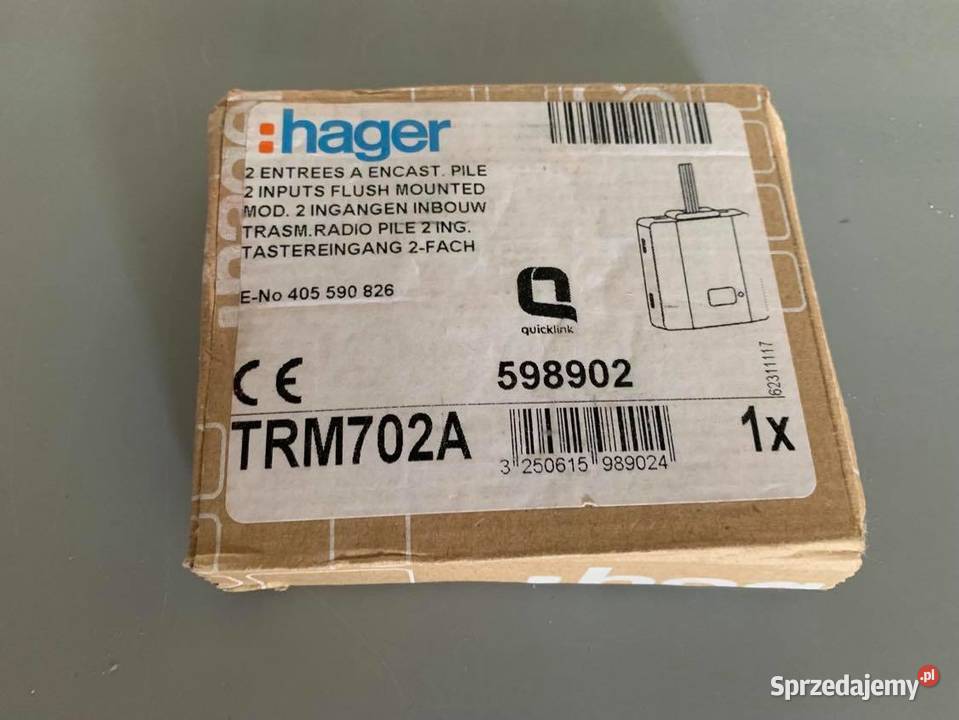 :hager
2 ENTREES A ENCAST. PILE
2 INPUTS FLUSH MOUNTED
MOD. 2 INGANGEN INBOUW
TRASM.RADIO PILE 2 ING.
TASTEREINGANG 2-FACH
E-No 405 590 826
quicklink
62311117
CE
598902
TRM702A
3 250615 989024
1x
Sprzedajemy.pl